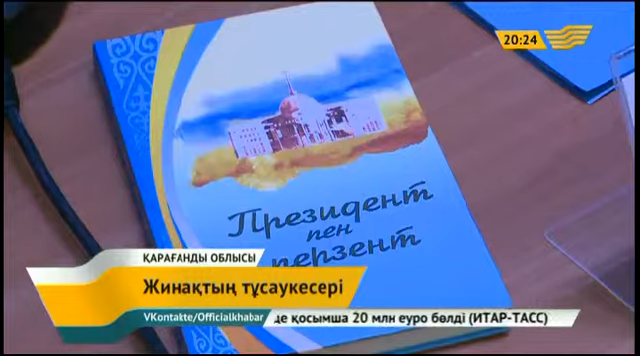 20:24
Президент
пен
перзент
ҚАРАҒАНДЫ ОБЛЫСЫ
Жинақтың тұсаукесері
VKontakte/Officialkhabar де қосымша 20 млн еуро бөлді (ИТАР-ТАСС)